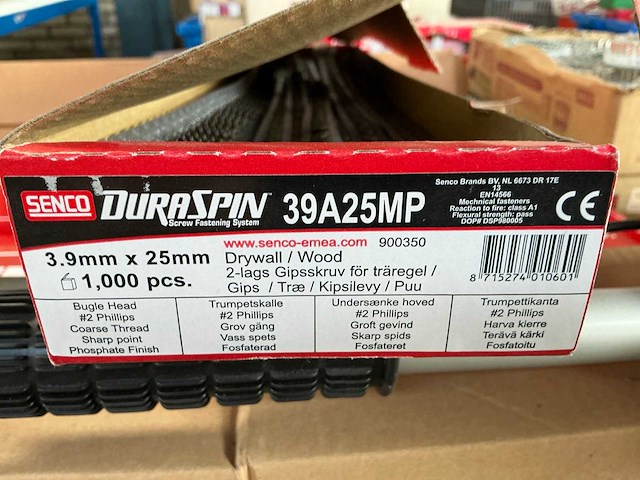 SENCO DURASPIN
Screw Fastening System
39A25MP
Senco Brands BV, NL 6673 DR 17E
13
EN14566
Mechnical fasteners
Reaction to fire: class A1
Flexural strength: pass
DOP# DSP980005
CE
3.9mm x 25mm
1,000 pcs.
www.senco-emea.com 900350
Drywall / Wood
2-lags Gipsskruv för träregel /
Gips / Træ / Kipsilevy / Puu
8 715274 010601
Bugle Head
#2 Phillips
Coarse Thread
Sharp point
Phosphate Finish
Trumpetskalle
#2 Phillips
Grov gäng
Vass spets
Fosfaterad
Undersænke hoved
#2 Phillips
Groft gevind
Skarp spids
Fosfateret
Trumpettikanta
#2 Phillips
Harva kierre
Terävä kärki
Fosfatoitu
SENCO